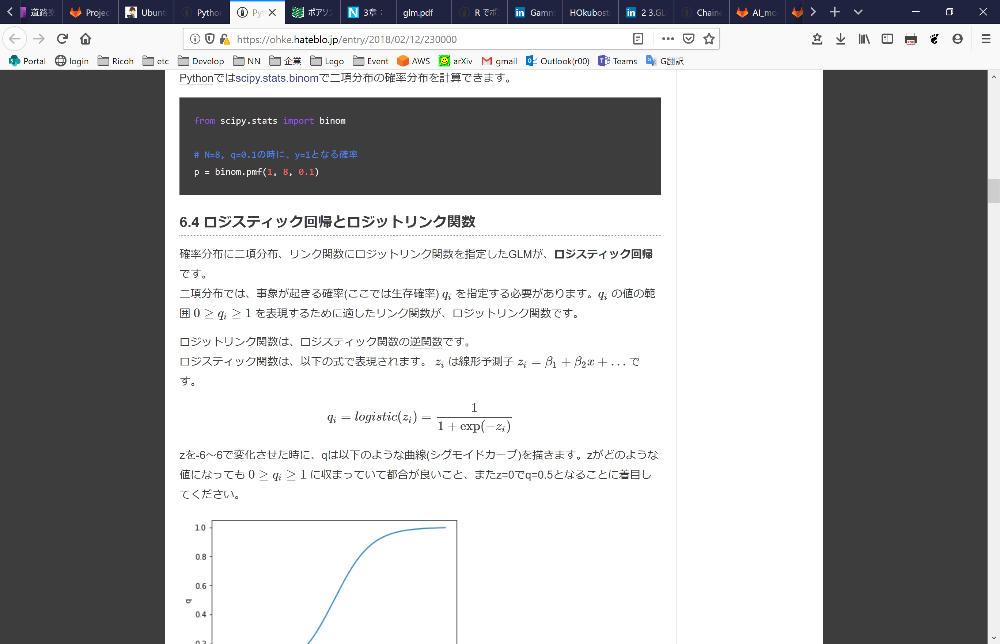 道路案
Projec
Ubunt
Pythor
Pyt
ポアソン
N 3章：
glm.pdf
R でポ
in Gamm
HOkubosta
in 2 3.GL
Chaine
AI_mo
https://ohke.hateblo.jp/entry/2018/02/12/230000
Portal login Ricoh etc Develop NN 企業 Lego Event AWS arXiv gmail Outlook(r00) Teams G翻訳
Pythonではscipy.stats.binomで二項分布の確率分布を計算できます。
from scipy.stats import binom
# N=8, q=0.1の時に、y=1となる確率
p = binom.pmf(1, 8, 0.1)
6.4 ロジスティック回帰とロジットリンク関数
確率分布に二項分布、リンク関数にロジットリンク関数を指定したGLMが、ロジスティック回帰
です。
二項分布では、事象が起きる確率(ここでは生存確率) q_i を指定する必要があります。q_i の値の範
囲 0 ≥ q_i ≥ 1 を表現するために適したリンク関数が、ロジットリンク関数です。
ロジットリンク関数は、ロジスティック関数の逆関数です。
ロジスティック関数は、以下の式で表現されます。 z_i は線形予測子 z_i = β_1 + β_2x + … で
す。
q_i = logistic(z_i) = 1 / (1 + exp(−z_i))
zを-6〜6で変化させた時に、qは以下のような曲線(シグモイドカーブ)を描きます。zがどのような
値になっても 0 ≥ q_i ≥ 1 に収まっていて都合が良いこと、またz=0でq=0.5となることに着目し
てください。
1.0
0.8
0.6
q
0.4
0.2